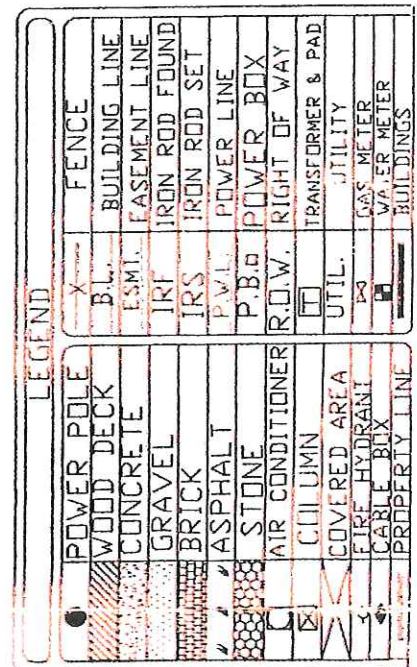 LEGEND
POWER POLE
WOOD DECK
CONCRETE
GRAVEL
BRICK
ASPHALT
STONE
AIR CONDITIONER
COLUMN
COVERED AREA
FIRE HYDRANT
CABLE BOX
PROPERTY LINE
X FENCE
B.L. BUILDING LINE
ESMT. EASEMENT LINE
IRF IRON ROD FOUND
IRS IRON ROD SET
P.W.L. POWER LINE
P.B. POWER BOX
R.O.W. RIGHT OF WAY
T TRANSFORMER & PAD
UTIL. UTILITY
GAS METER
WATER METER
BUILDINGS